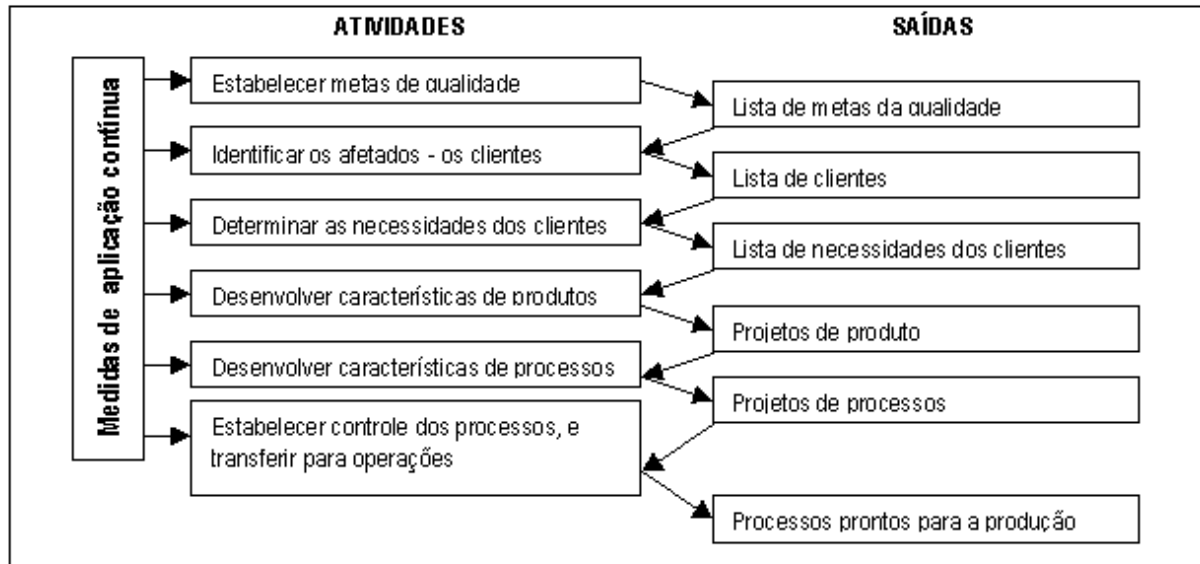 ATIVIDADES
SAÍDAS
Medidas de aplicação contínua
Estabelecer metas de qualidade
Lista de metas da qualidade
Identificar os afetados - os clientes
Lista de clientes
Determinar as necessidades dos clientes
Lista de necessidades dos clientes
Desenvolver características de produtos
Projetos de produto
Desenvolver características de processos
Projetos de processos
Estabelecer controle dos processos, e
transferir para operações
Processos prontos para a produção